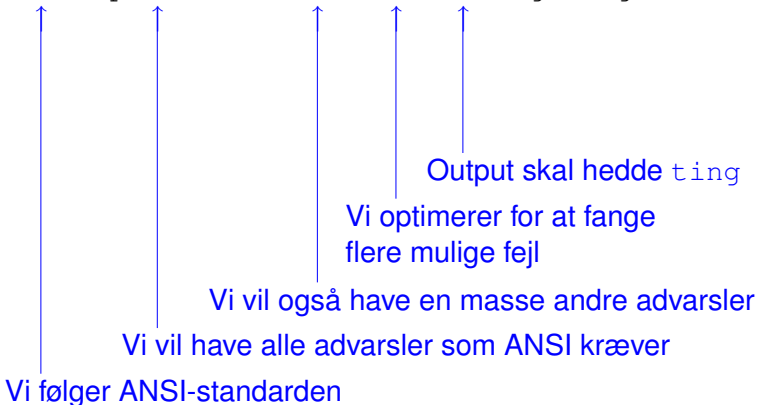 Output skal hedde ting
Vi optimerer for at fange
flere mulige fejl
Vi vil også have en masse andre advarsler
Vi vil have alle advarsler som ANSI kræver
Vi følger ANSI-standarden